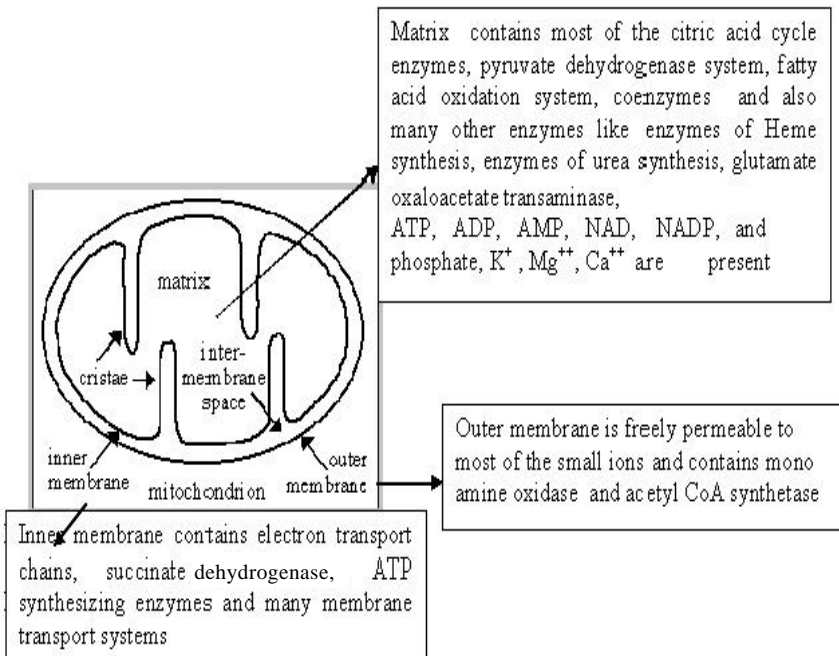 Matrix contains most of the citric acid cycle
enzymes, pyruvate dehydrogenase system, fatty
acid oxidation system, coenzymes and also
many other enzymes like enzymes of Heme
synthesis, enzymes of urea synthesis, glutamate
oxaloacetate transaminase,
ATP, ADP, AMP, NAD, NADP, and
phosphate, K⁺, Mg⁺⁺, Ca⁺⁺ are present
matrix
cristae
inter-
membrane
space
inner
membrane
mitochondrion
outer
membrane
Outer membrane is freely permeable to
most of the small ions and contains mono
amine oxidase and acetyl CoA synthetase
Inner membrane contains electron transport
chains, succinate dehydrogenase, ATP
synthesizing enzymes and many membrane
transport systems